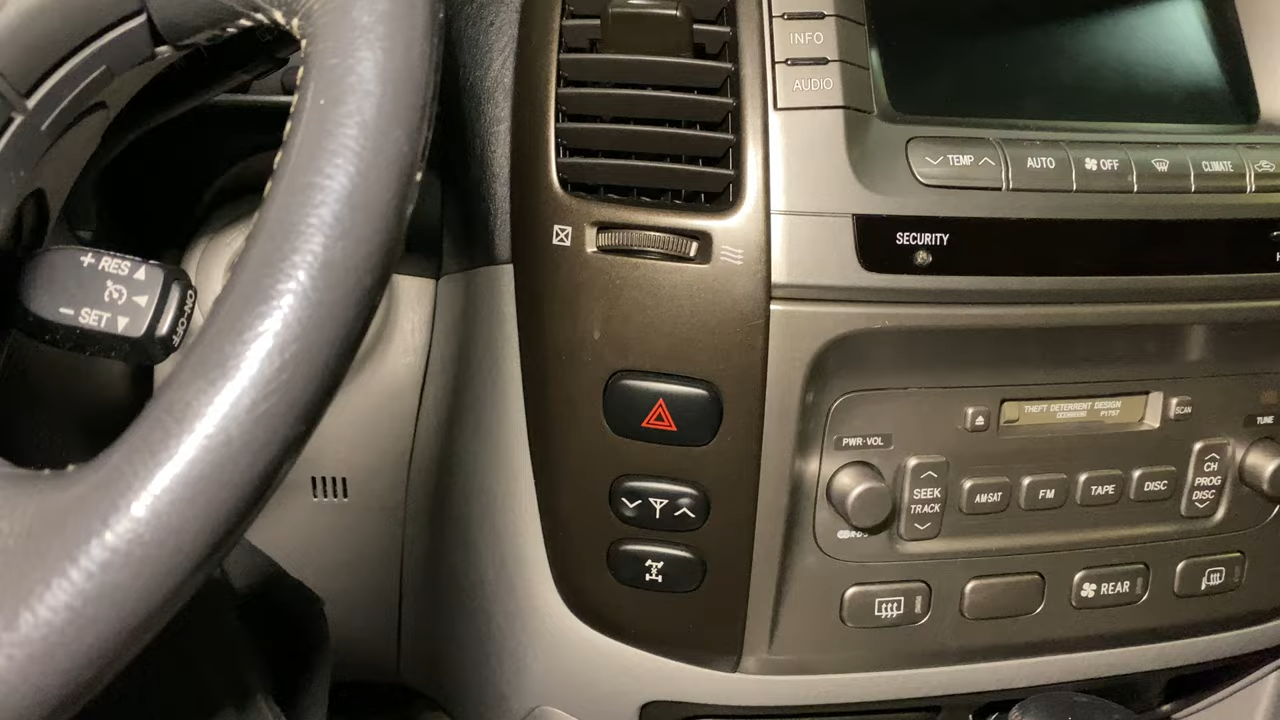 INFO
AUDIO
TEMP
AUTO
OFF
CLIMATE
SECURITY
+ RES
ON-OFF
− SET
THEFT DETERRENT DESIGN
P1757
SCAN
TUNE
PWR·VOL
SEEK
TRACK
AM·SAT
FM
TAPE
DISC
CH
PROG
DISC
REAR